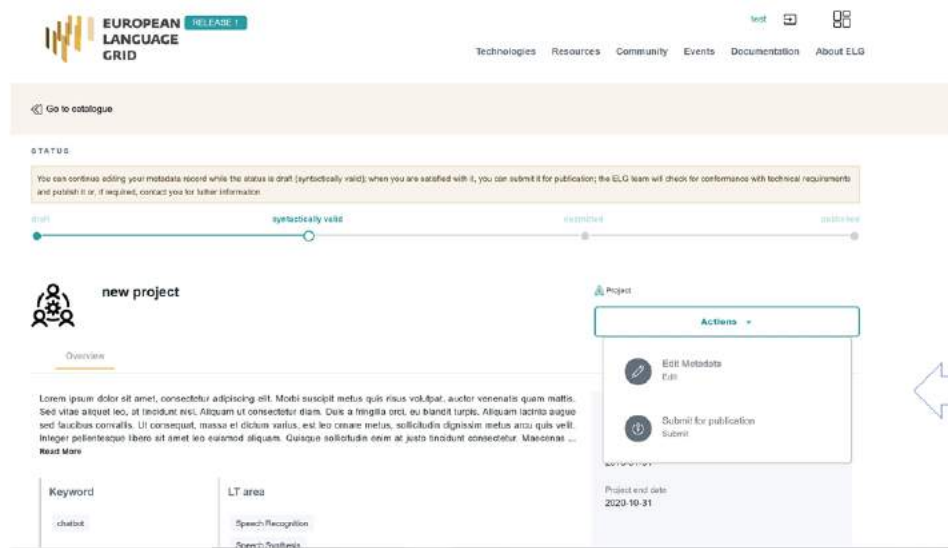 EUROPEAN
LANGUAGE
GRID
RELEASE 1
test
Technologies Resources Community Events Documentation About ELG
Go to catalogue
STATUS
You can continue editing your metadata record while the status is draft (syntactically valid); when you are satisfied with it, you can submit it for publication; the ELG team will check for conformance with technical requirements
and publish it or, if required, contact you for futher information
draft syntactically valid submitted published
new project
Project
Actions
Edit Metadata
Edit
Submit for publication
Submit
Overview
Lorem ipsum dolor sit amet, consectetur adipiscing elit. Morbi suscipit metus quis risus volutpat, auctor venenatis quam mattis.
Sed vitae aliquet leo, at tincidunt nisl. Aliquam ut consectetur diam. Duis a fringilla orci, eu blandit turpis. Aliquam lacinia augue
sed faucibus convallis. Ut consequat, massa et dictum varius, est leo ornare metus, sollicitudin dignissim metus arcu quis velit.
Integer pellentesque libero sit amet leo euismod aliquam. Quisque sollicitudin enim at justo tincidunt consectetur. Maecenas ...
Read More
Project end date
2020-10-31
Keyword
chatbot
LT area
Speech Recognition
Speech Synthesis